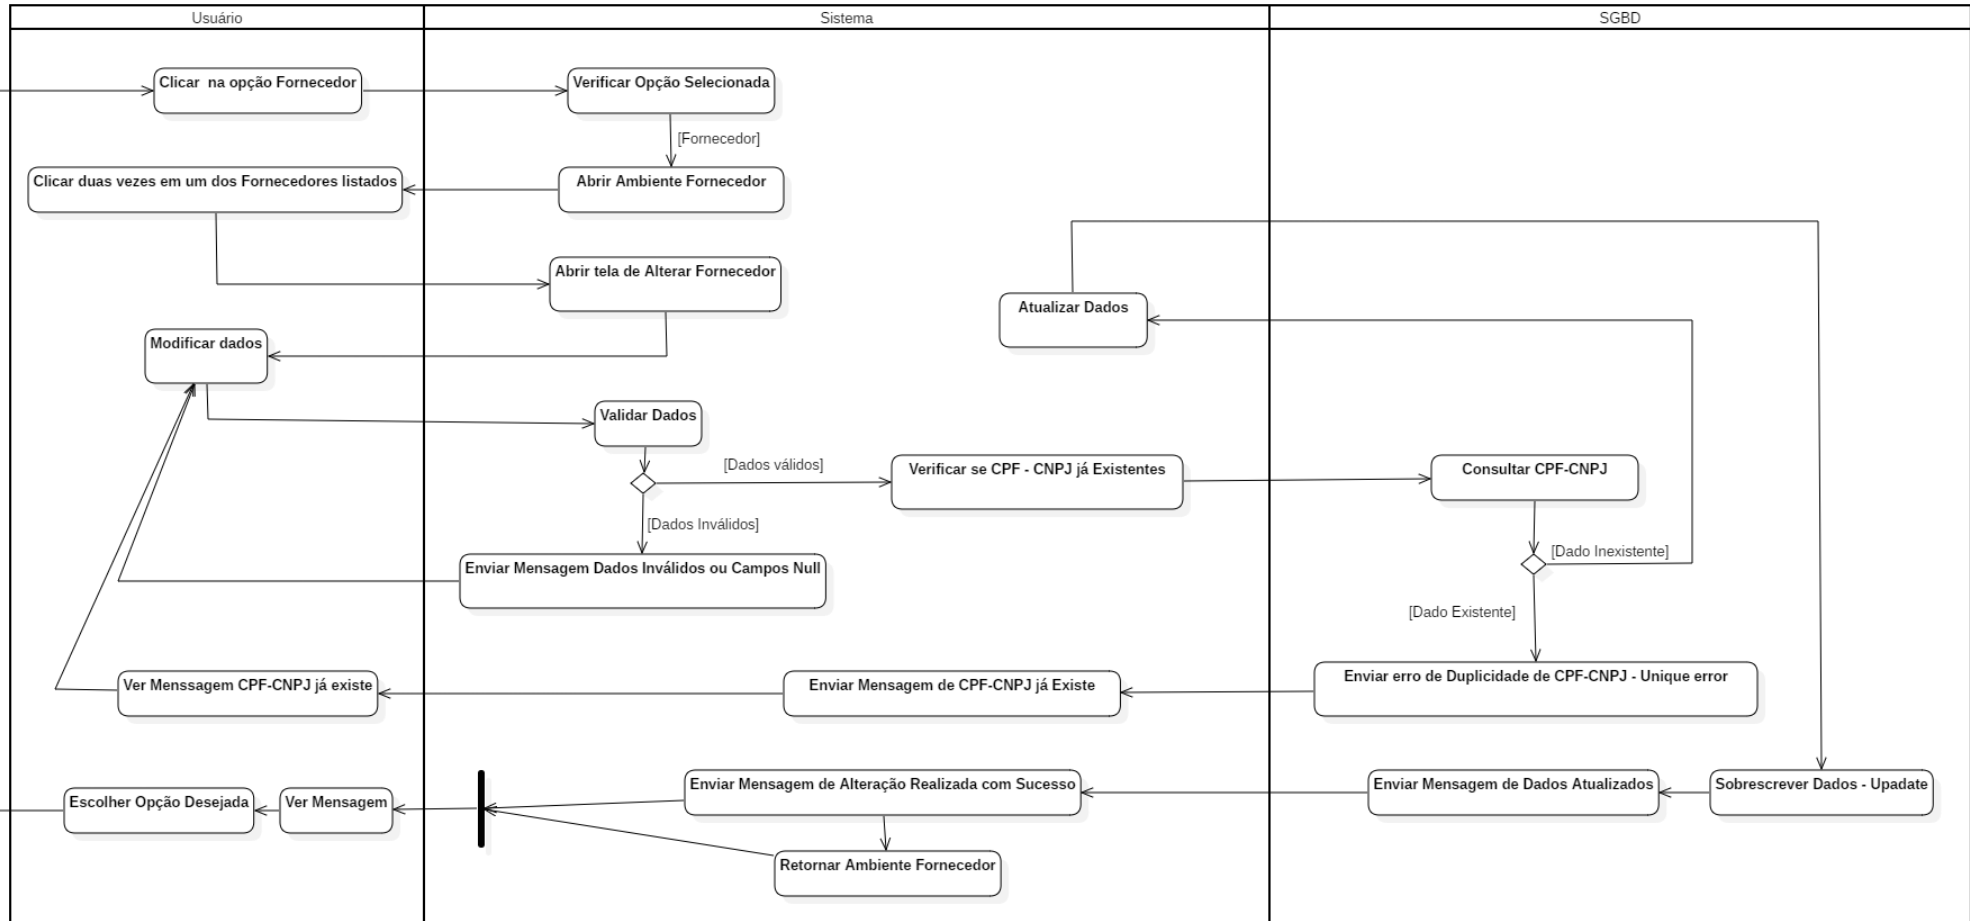 Usuário
Sistema
SGBD
Clicar  na opção Fornecedor
Verificar Opção Selecionada
[Fornecedor]
Clicar duas vezes em um dos Fornecedores listados
Abrir Ambiente Fornecedor
Abrir tela de Alterar Fornecedor
Atualizar Dados
Modificar dados
Validar Dados
[Dados válidos]
Verificar se CPF - CNPJ já Existentes
Consultar CPF-CNPJ
[Dados Inválidos]
[Dado Inexistente]
Enviar Mensagem Dados Inválidos ou Campos Null
[Dado Existente]
Ver Menssagem CPF-CNPJ já existe
Enviar Mensagem de CPF-CNPJ já Existe
Enviar erro de Duplicidade de CPF-CNPJ - Unique error
Escolher Opção Desejada
Ver Mensagem
Enviar Mensagem de Alteração Realizada com Sucesso
Enviar Mensagem de Dados Atualizados
Sobrescrever Dados - Upadate
Retornar Ambiente Fornecedor